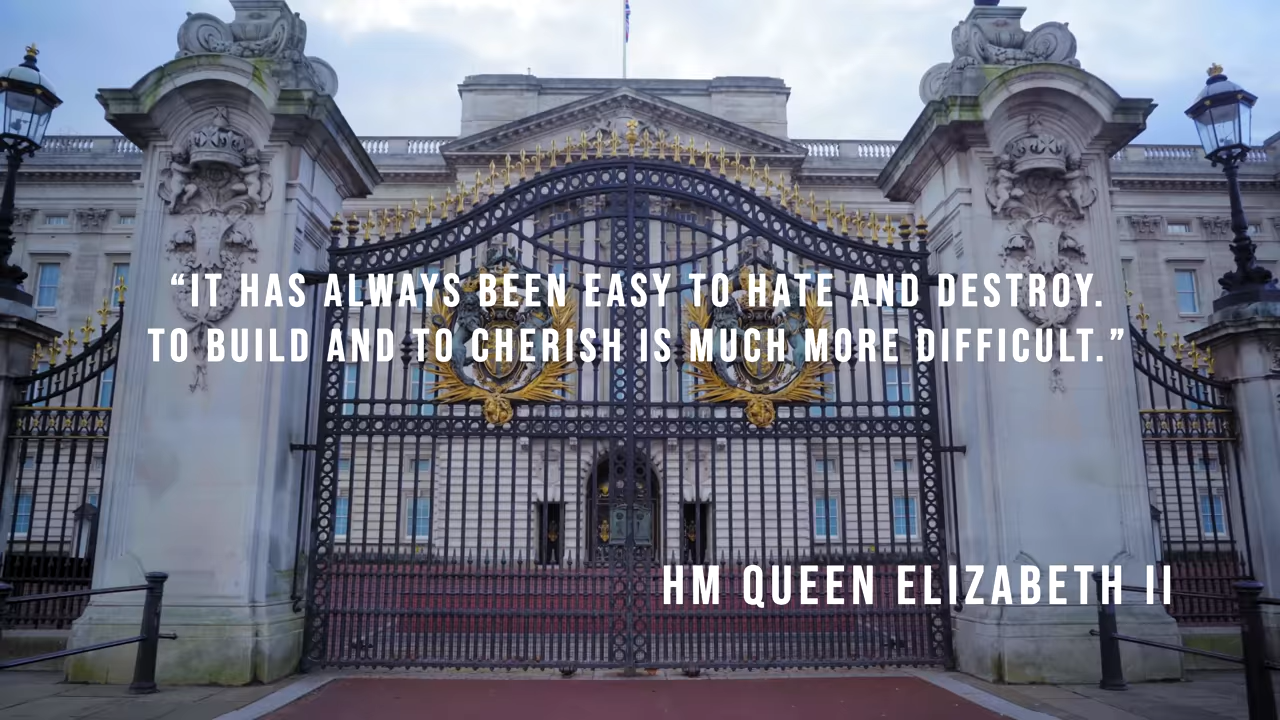 “IT HAS ALWAYS BEEN EASY TO HATE AND DESTROY.
TO BUILD AND TO CHERISH IS MUCH MORE DIFFICULT.”
HM QUEEN ELIZABETH II